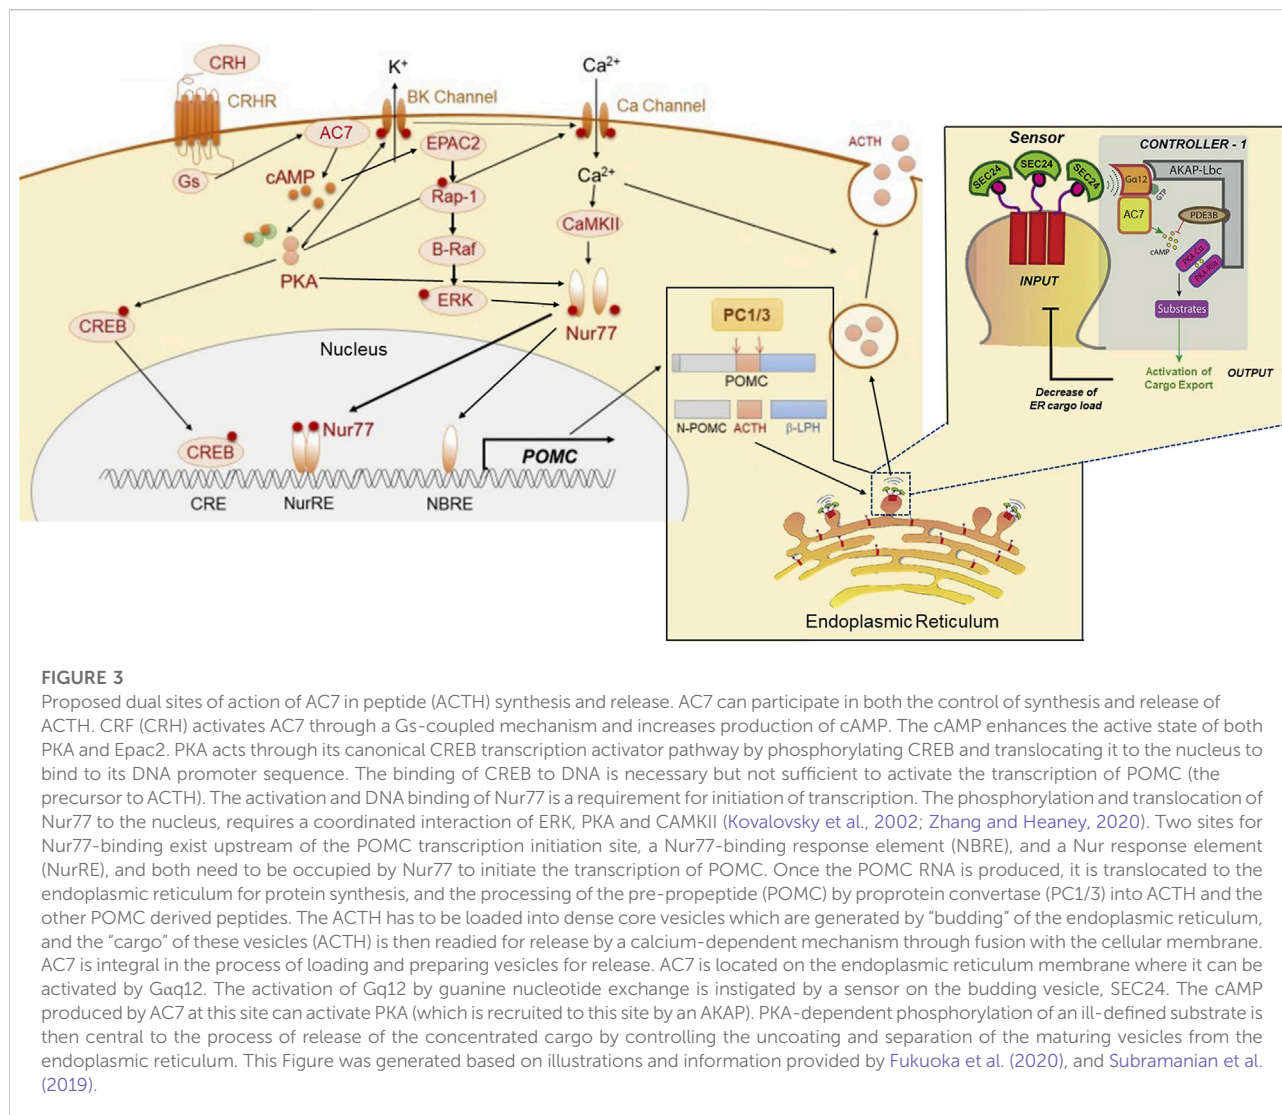 CRH
CRHR
K+
BK Channel
Ca2+
Ca Channel
AC7
Gs
cAMP
EPAC2
Rap-1
B-Raf
ERK
PKA
Ca2+
CaMKII
Nur77
CREB
Nucleus
CREB
Nur77
POMC
CRE
NurRE
NBRE
ACTH
PC1/3
POMC
N-POMC
ACTH
β-LPH
Endoplasmic Reticulum
Sensor
SEC24
SEC24
SEC24
INPUT
CONTROLLER - 1
Gα12
AKAP-Lbc
GTP
AC7
PDE3B
cAMP
PKA-Cα
PKA-RIIα
Substrates
Activation of
Cargo Export
OUTPUT
Decrease of
ER cargo load
FIGURE 3
Proposed dual sites of action of AC7 in peptide (ACTH) synthesis and release. AC7 can participate in both the control of synthesis and release of
ACTH. CRF (CRH) activates AC7 through a Gs-coupled mechanism and increases production of cAMP. The cAMP enhances the active state of both
PKA and Epac2. PKA acts through its canonical CREB transcription activator pathway by phosphorylating CREB and translocating it to the nucleus to
bind to its DNA promoter sequence. The binding of CREB to DNA is necessary but not sufficient to activate the transcription of POMC (the
precursor to ACTH). The activation and DNA binding of Nur77 is a requirement for initiation of transcription. The phosphorylation and translocation of
Nur77 to the nucleus, requires a coordinated interaction of ERK, PKA and CAMKII (Kovalovsky et al., 2002; Zhang and Heaney, 2020). Two sites for
Nur77-binding exist upstream of the POMC transcription initiation site, a Nur77-binding response element (NBRE), and a Nur response element
(NurRE), and both need to be occupied by Nur77 to initiate the transcription of POMC. Once the POMC RNA is produced, it is translocated to the
endoplasmic reticulum for protein synthesis, and the processing of the pre-propeptide (POMC) by proprotein convertase (PC1/3) into ACTH and the
other POMC derived peptides. The ACTH has to be loaded into dense core vesicles which are generated by "budding" of the endoplasmic reticulum,
and the "cargo" of these vesicles (ACTH) is then readied for release by a calcium-dependent mechanism through fusion with the cellular membrane.
AC7 is integral in the process of loading and preparing vesicles for release. AC7 is located on the endoplasmic reticulum membrane where it can be
activated by Gαq12. The activation of Gq12 by guanine nucleotide exchange is instigated by a sensor on the budding vesicle, SEC24. The cAMP
produced by AC7 at this site can activate PKA (which is recruited to this site by an AKAP). PKA-dependent phosphorylation of an ill-defined substrate is
then central to the process of release of the concentrated cargo by controlling the uncoating and separation of the maturing vesicles from the
endoplasmic reticulum. This Figure was generated based on illustrations and information provided by Fukuoka et al. (2020), and Subramanian et al.
(2019).